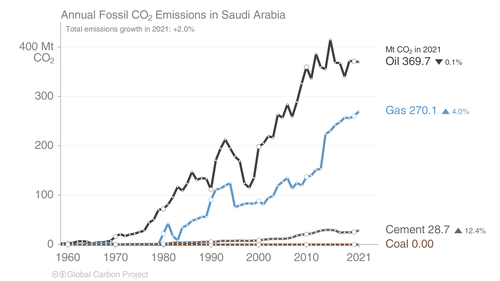 Annual Fossil CO₂ Emissions in Saudi Arabia
Total emissions growth in 2021: +2.0%
400 Mt
CO₂
300
200
100
0
1960 1970 1980 1990 2000 2010 2021
Mt CO₂ in 2021
Oil 369.7 ▼ 0.1%
Gas 270.1 ▲ 4.0%
Cement 28.7 ▲ 12.4%
Coal 0.00
Global Carbon Project